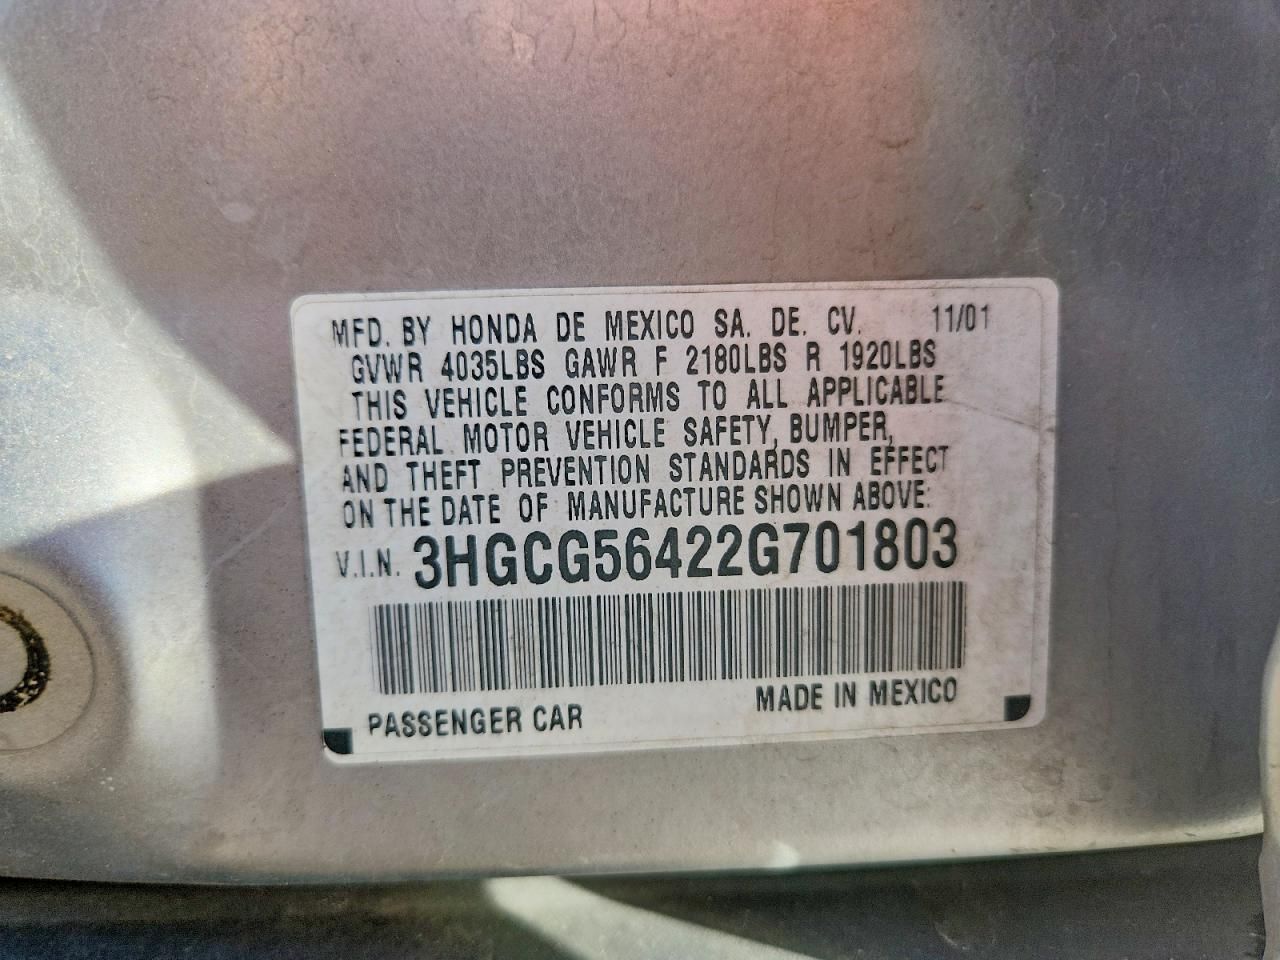 MFD. BY HONDA DE MEXICO SA. DE. CV. 11/01
GVWR 4035LBS GAWR F 2180LBS R 1920LBS
THIS VEHICLE CONFORMS TO ALL APPLICABLE
FEDERAL MOTOR VEHICLE SAFETY, BUMPER,
AND THEFT PREVENTION STANDARDS IN EFFECT
ON THE DATE OF MANUFACTURE SHOWN ABOVE:
V.I.N. 3HGCG56422G701803
PASSENGER CAR MADE IN MEXICO